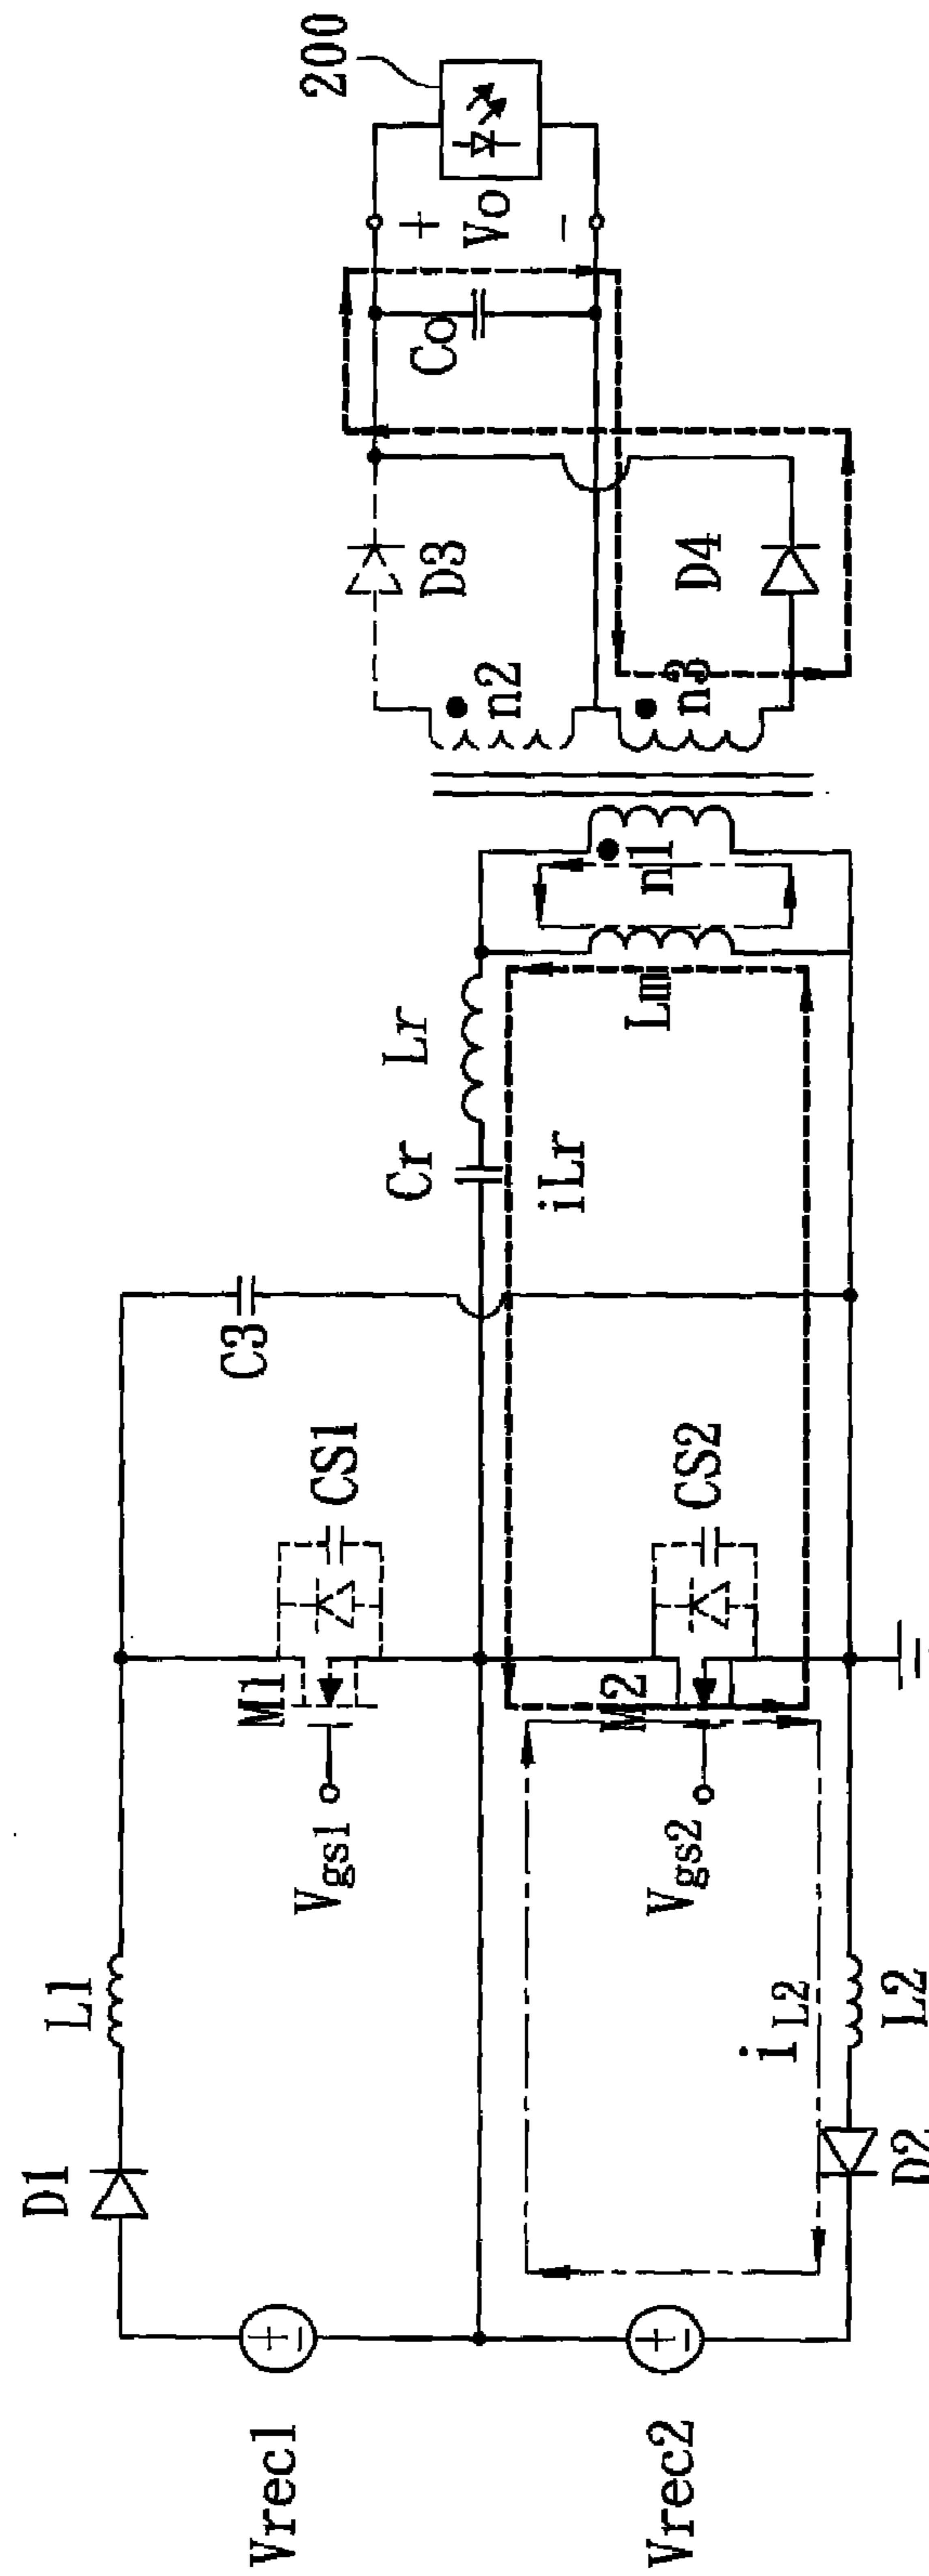 Vrec1
Vrec2
D1
L1
M1
Vgs1
CS1
C3
Cr
Lr
iLr
Lm
n1
n2
n3
D3
D4
Co
+
Vo
-
200
M2
Vgs2
CS2
iL2
D2
L2